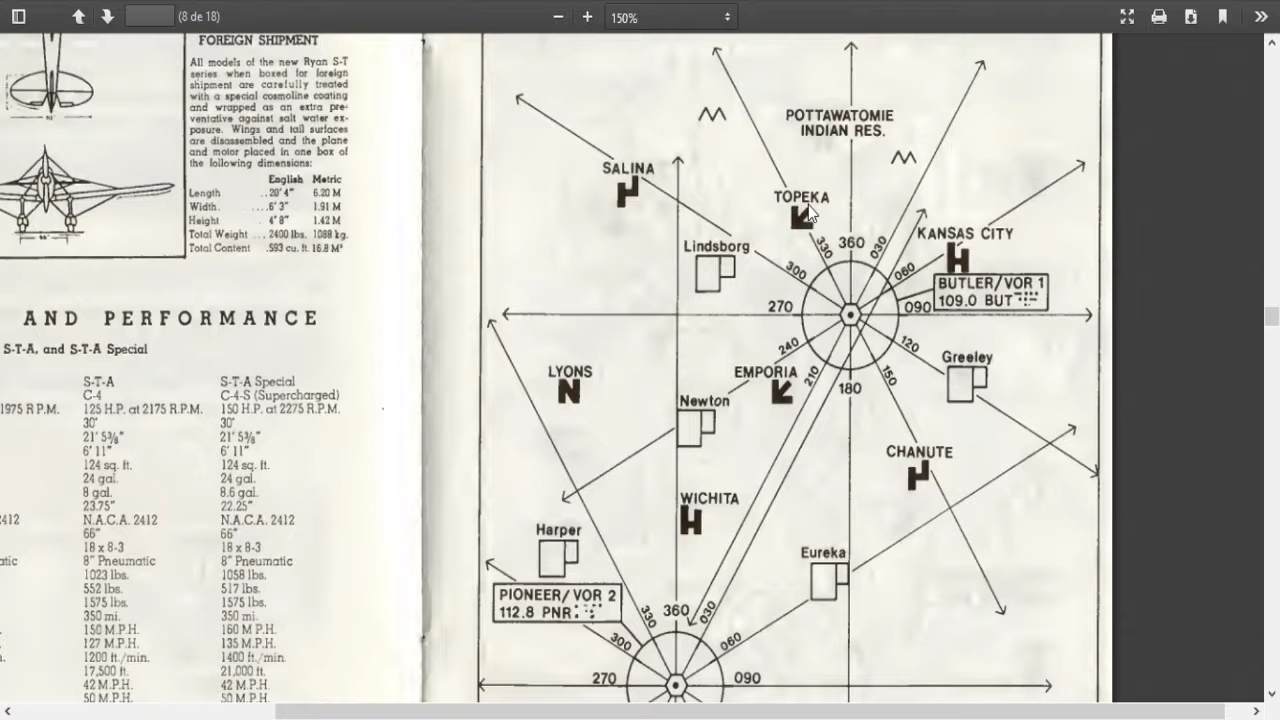 (8 de 18)
150%
FOREIGN SHIPMENT
All models of the new Ryan S-T
series when boxed for foreign
shipment are carefully treated
with a special cosmoline coating
and wrapped as an extra pre-
ventative against salt water ex-
posure. Wings and tail surfaces
are disassembled and the plane
and motor placed in one box of
the following dimensions:
English Metric
Length ..20' 4" 6.20 M
Width. ....6' 3" 1.91 M
Height . 4' 8" 1.42 M
Total Weight ... 2400 lbs. 1088 kg.
Total Content .593 cu. ft. 16.8 M³
AND PERFORMANCE
S-T-A, and S-T-A Special
S-T-A S-T-A Special
C-4 C-4-S (Supercharged)
1975 R.P.M. 125 H.P. at 2175 R.P.M. 150 H.P. at 2275 R.P.M.
30' 30'
21' 5⅝" 21' 5⅝"
6' 11" 6' 11"
124 sq. ft. 124 sq. ft.
24 gal. 24 gal.
8 gal. 8.6 gal.
23.75" 22.25"
2412 N.A.C.A. 2412 N.A.C.A. 2412
66" 66"
18 x 8-3 18 x 8-3
atic 8" Pneumatic 8" Pneumatic
1023 lbs. 1058 lbs.
552 lbs. 517 lbs.
1575 lbs. 1575 lbs.
350 mi. 350 mi.
150 M.P.H. 160 M P.H.
127 M.P.H. 135 M.P.H.
1200 ft./min. 1400 ft./min.
17,500 ft. 21,000 ft.
42 M.P.H. 42 M.P.H.
50 M.P.H. 50 M.P.H.
POTTAWATOMIE
INDIAN RES.
SALINA
TOPEKA
KANSAS CITY
Lindsborg
330
360
030
300
060
BUTLER/VOR 1
109.0 BUT
270
090
240
120
Greeley
LYONS
EMPORIA
210
150
180
Newton
CHANUTE
WICHITA
Harper
Eureka
PIONEER/VOR 2
112.8 PNR
330
360
030
300
060
270
090